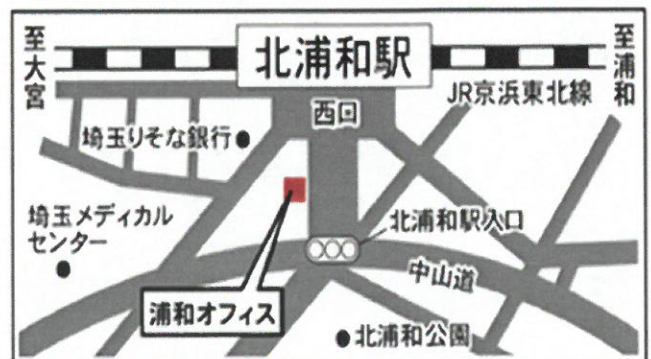 至大宮
北浦和駅
至浦和
JR京浜東北線
西口
埼玉りそな銀行
埼玉メディカル
センター
北浦和駅入口
中山道
浦和オフィス
北浦和公園